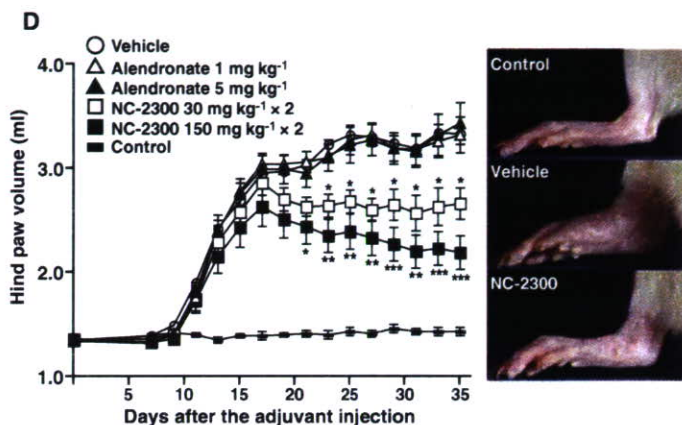 D
Vehicle
Alendronate 1 mg kg⁻¹
Alendronate 5 mg kg⁻¹
NC-2300 30 mg kg⁻¹ × 2
NC-2300 150 mg kg⁻¹ × 2
Control
Hind paw volume (ml)
4.0
3.0
2.0
1.0
* * * * * * *
* ** ** ** *** ** *** ***
0 5 10 15 20 25 30 35
Days after the adjuvant injection
Control
Vehicle
NC-2300